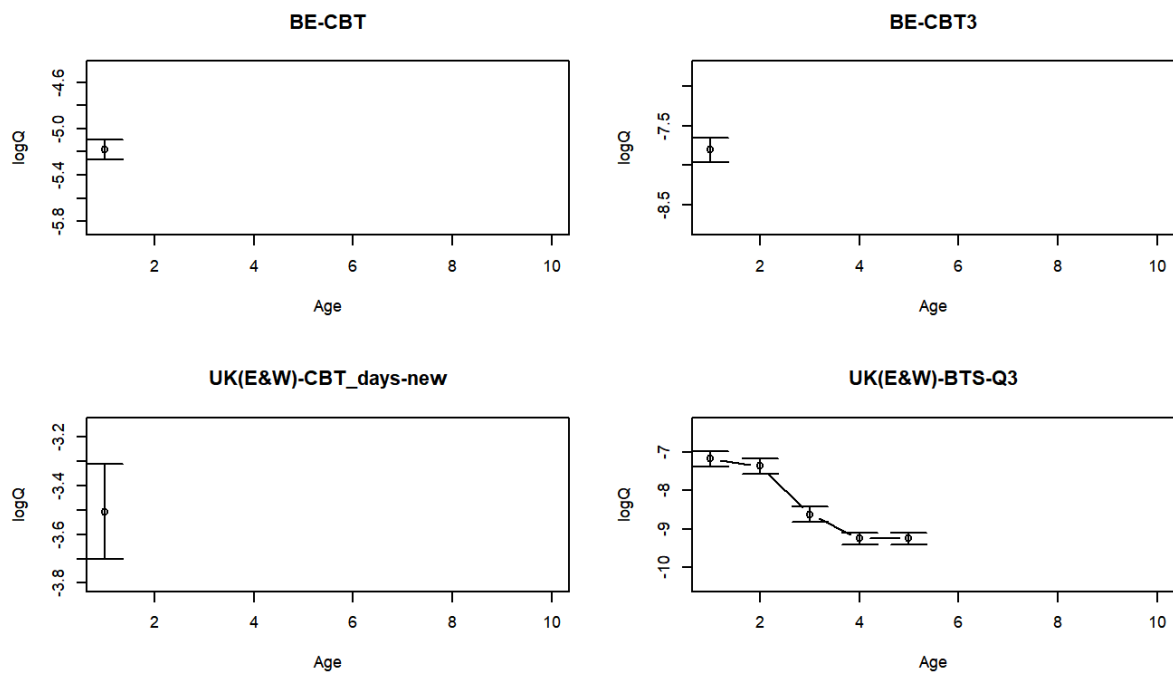 BE-CBT
logQ
-4.6
-5.0
-5.4
-5.8
2 4 6 8 10
Age
BE-CBT3
logQ
-7.5
-8.5
2 4 6 8 10
Age
UK(E&W)-CBT_days-new
logQ
-3.2
-3.4
-3.6
-3.8
2 4 6 8 10
Age
UK(E&W)-BTS-Q3
logQ
-7
-8
-9
-10
2 4 6 8 10
Age